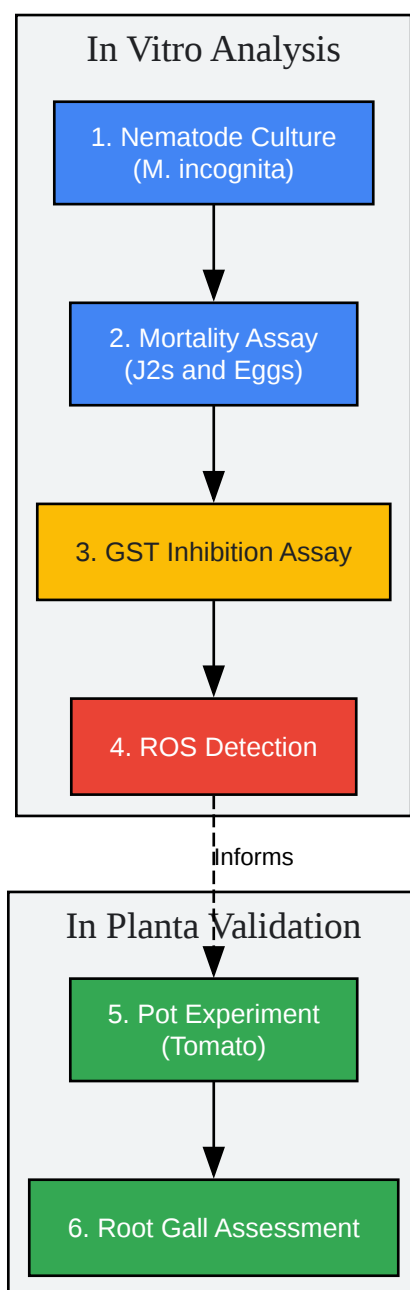 In Vitro Analysis
1. Nematode Culture
(M. incognita)
2. Mortality Assay
(J2s and Eggs)
3. GST Inhibition Assay
4. ROS Detection
Informs
In Planta Validation
5. Pot Experiment
(Tomato)
6. Root Gall Assessment